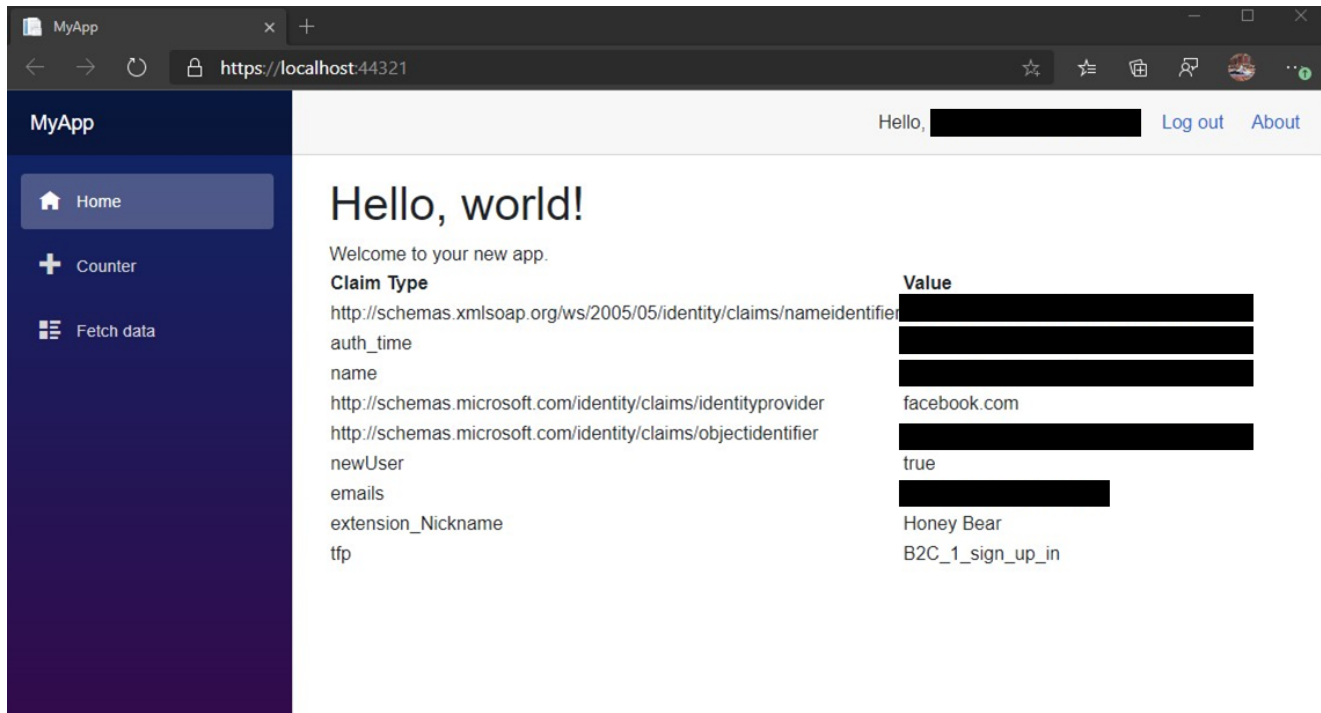 MyApp
https://localhost:44321
MyApp
Hello,
Log out
About
Home
Counter
Fetch data
Hello, world!
Welcome to your new app.
Claim Type Value
http://schemas.xmlsoap.org/ws/2005/05/identity/claims/nameidentifier
auth_time
name
http://schemas.microsoft.com/identity/claims/identityprovider facebook.com
http://schemas.microsoft.com/identity/claims/objectidentifier
newUser true
emails
extension_Nickname Honey Bear
tfp B2C_1_sign_up_in